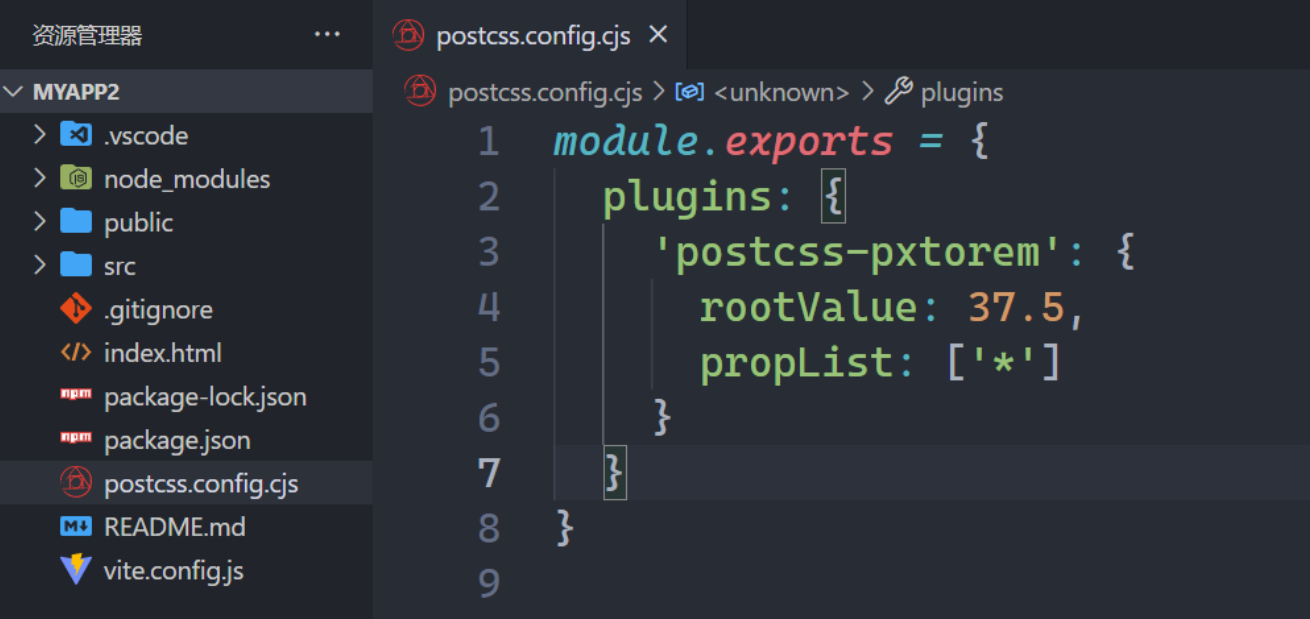 资源管理器 ···
MYAPP2
.vscode
node_modules
public
src
.gitignore
index.html
npm package-lock.json
npm package.json
postcss.config.cjs
M README.md
vite.config.js
postcss.config.cjs
postcss.config.cjs > <unknown> > plugins
1 module.exports = {
2 plugins: {
3 'postcss-pxtorem': {
4 rootValue: 37.5,
5 propList: ['*']
6 }
7 }
8 }
9